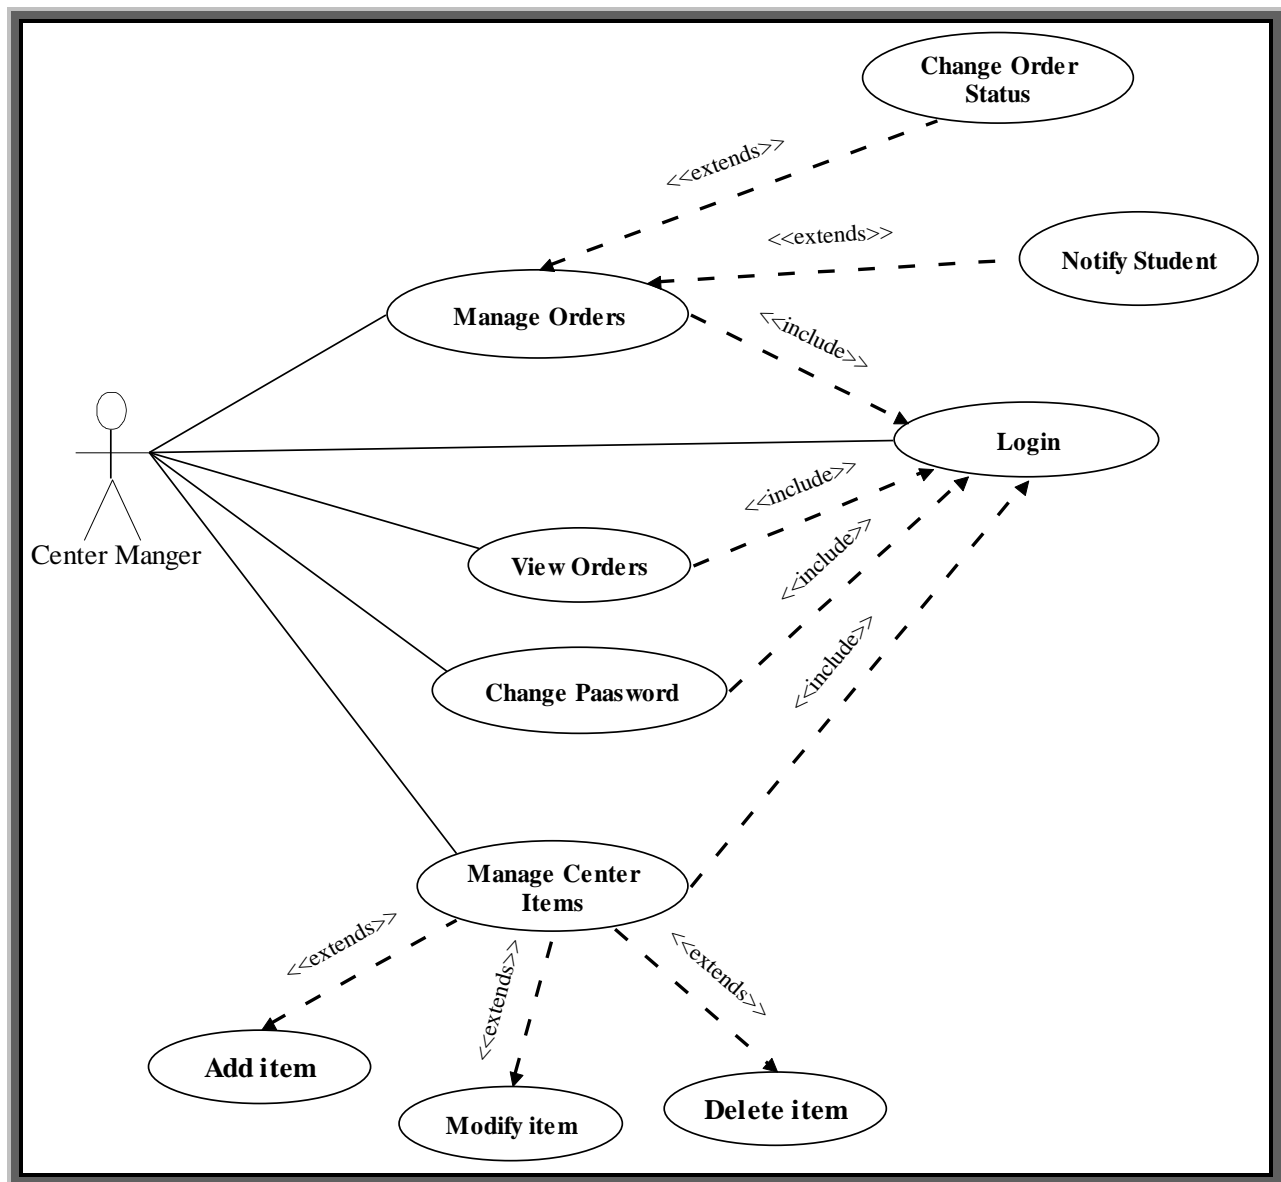 Change Order
Status
<<extends>>
<<extends>>
Notify Student
Manage Orders
<<include>>
Login
Center Manger
<<include>>
View Orders
<<include>>
<<include>>
Change Paasword
Manage Center
Items
<<extends>>
<<extends>>
<<extends>>
Add item
Modify item
Delete item